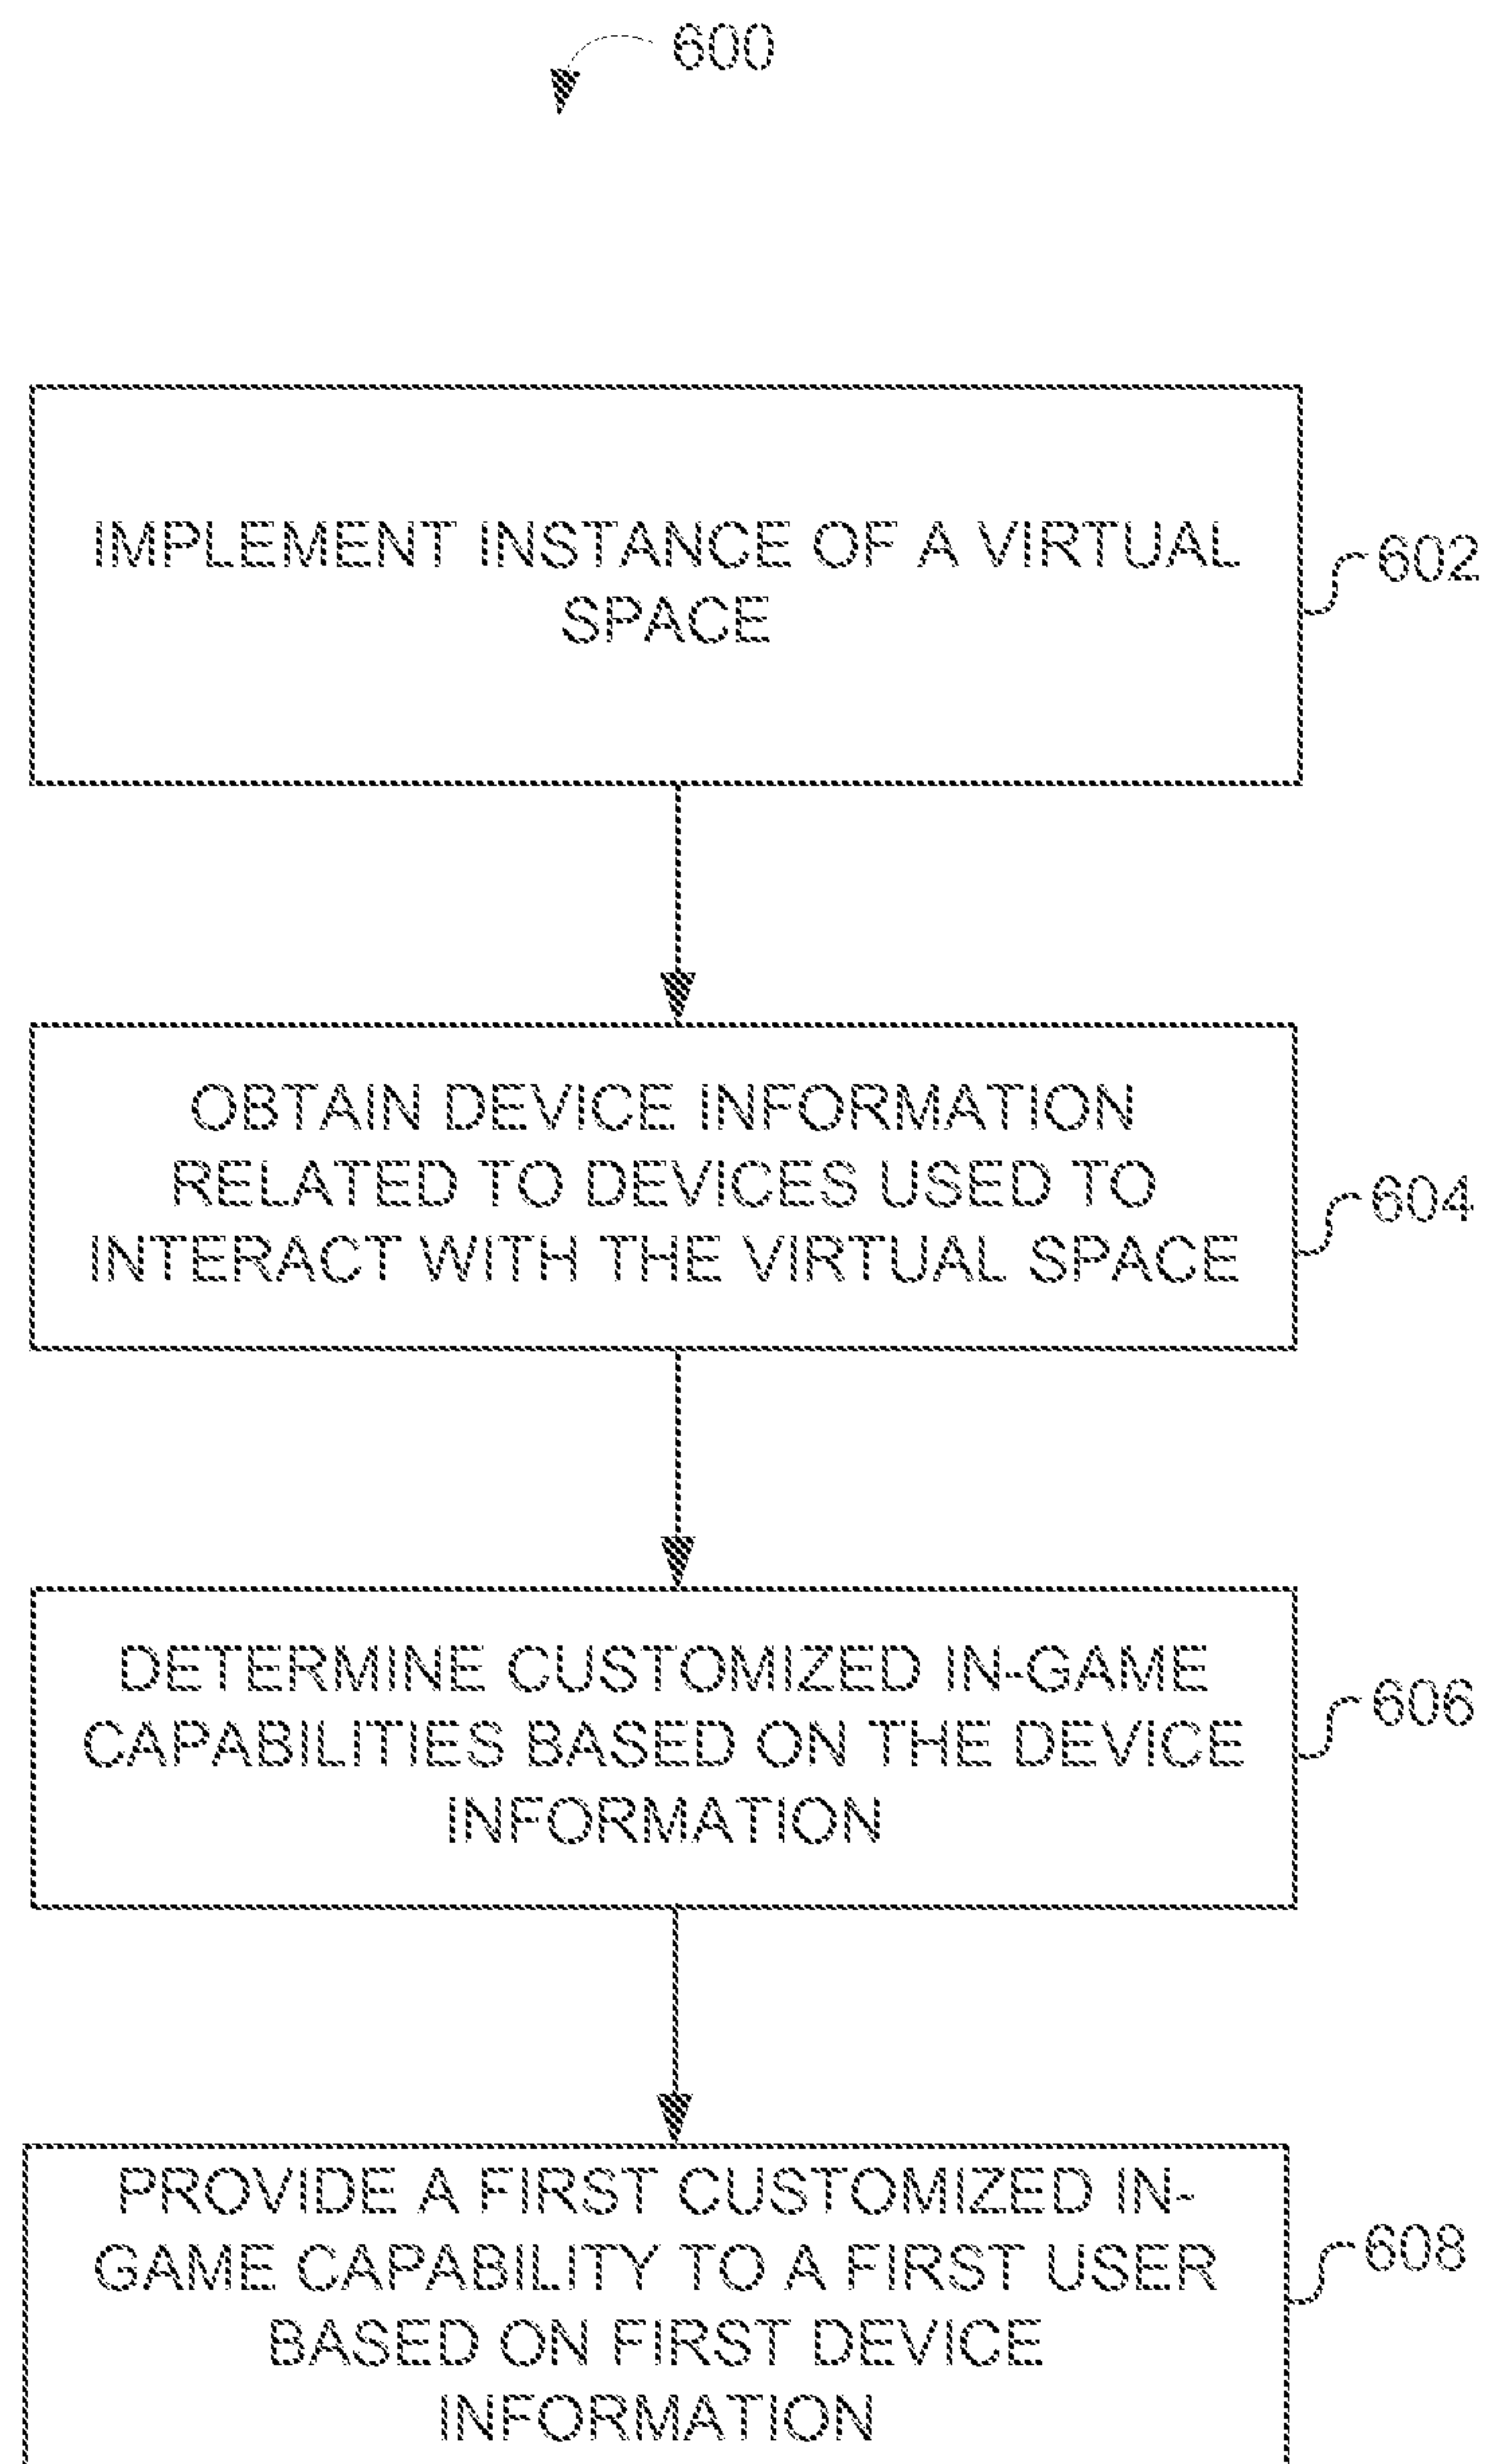 600
IMPLEMENT INSTANCE OF A VIRTUAL
SPACE
602
OBTAIN DEVICE INFORMATION
RELATED TO DEVICES USED TO
INTERACT WITH THE VIRTUAL SPACE
604
DETERMINE CUSTOMIZED IN-GAME
CAPABILITIES BASED ON THE DEVICE
INFORMATION
606
PROVIDE A FIRST CUSTOMIZED IN-
GAME CAPABILITY TO A FIRST USER
BASED ON FIRST DEVICE
INFORMATION
608